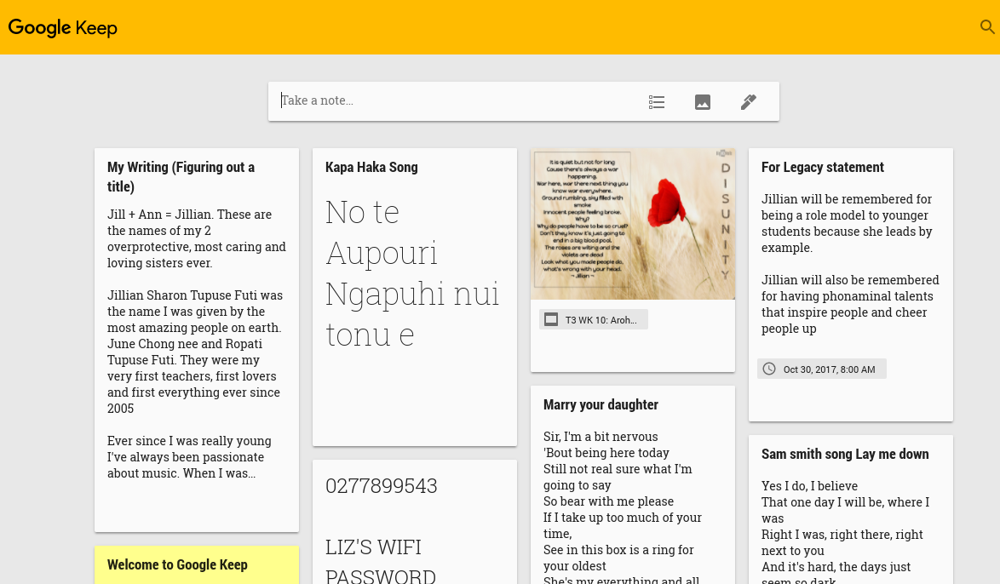 Google Keep
Take a note...
My Writing (Figuring out a
title)
Jill + Ann = Jillian. These are
the names of my 2
overprotective, most caring and
loving sisters ever.
Jillian Sharon Tupuse Futi was
the name I was given by the
most amazing people on earth.
June Chong nee and Ropati
Tupuse Futi. They were my
very first teachers, first lovers
and first everything ever since
2005
Ever since I was really young
I've always been passionate
about music. When I was...
Welcome to Google Keep
Kapa Haka Song
No te
Aupouri
Ngapuhi nui
tonu e
0277899543
LIZ'S WIFI
PASSWORD
It is quiet but not for long
Cause there's always a war
happening.
War here, war there next thing you
know war everywhere.
Ground rumbling, sky filled with
smoke
Innocent people feeling broke.
Why?
Why do people have to be so cruel?
Don't they know it's just going to
end in a big blood pool,
The roses are wilting and the
violets are dead
Look what you made people do,
what's wrong with your head.
~ Jillian ~
DISUNITY
T3 WK 10: Aroh...
Marry your daughter
Sir, I'm a bit nervous
'Bout being here today
Still not real sure what I'm
going to say
So bear with me please
If I take up too much of your
time,
See in this box is a ring for
your oldest
She's my everything and all
For Legacy statement
Jillian will be remembered for
being a role model to younger
students because she leads by
example.
Jillian will also be remembered
for having phonaminal talents
that inspire people and cheer
people up
Oct 30, 2017, 8:00 AM
Sam smith song Lay me down
Yes I do, I believe
That one day I will be, where I
was
Right I was, right there, right
next to you
And it's hard, the days just
seem so dark